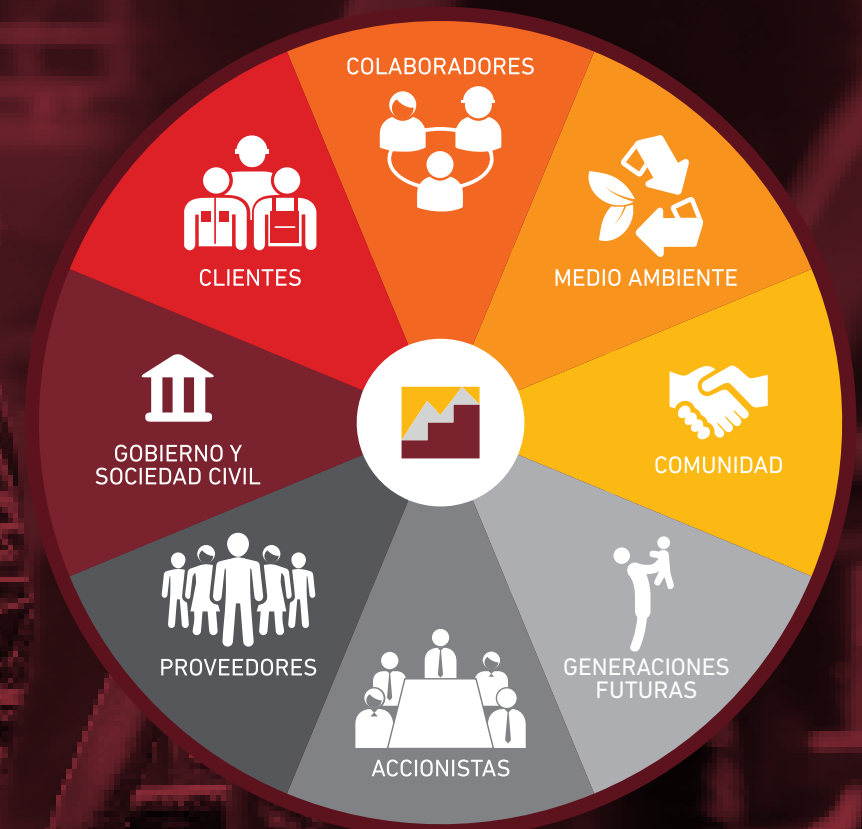 COLABORADORES
MEDIO AMBIENTE
COMUNIDAD
GENERACIONES
FUTURAS
ACCIONISTAS
PROVEEDORES
GOBIERNO Y
SOCIEDAD CIVIL
CLIENTES